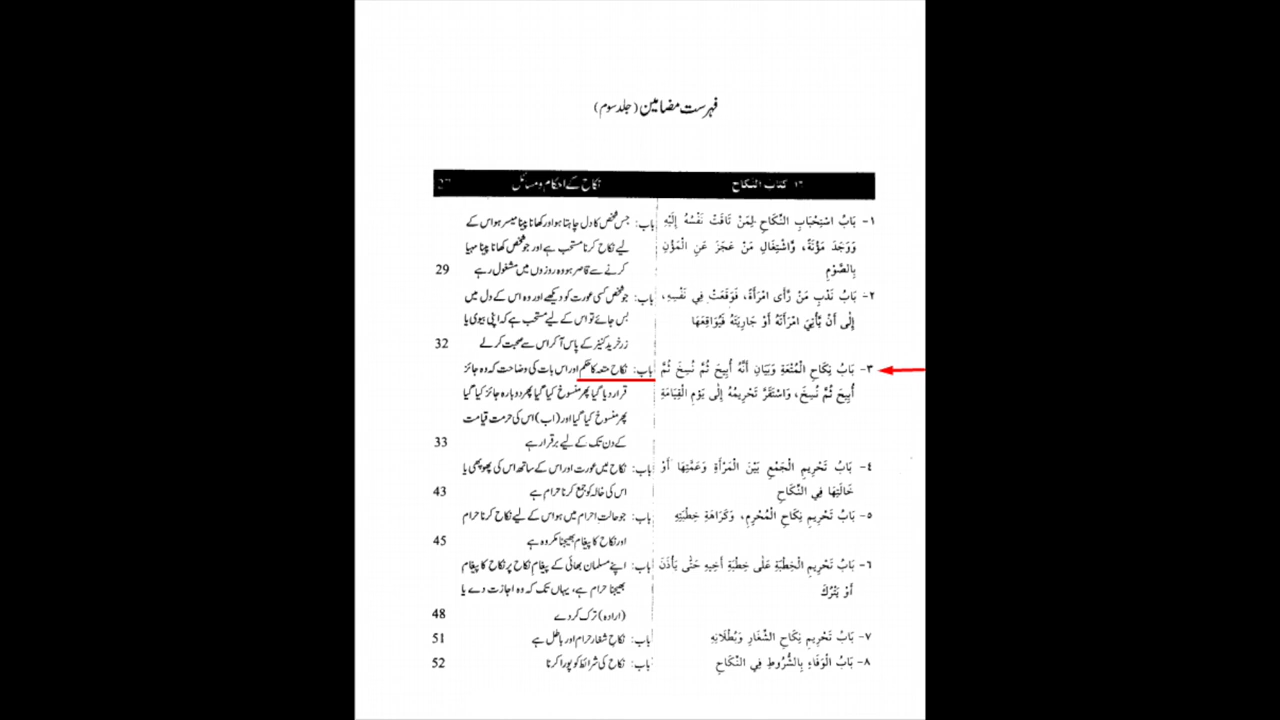 فہرست مضامین (جلد سوم)
١٦ كتاب النكاح نکاح کے احکام و مسائل
١- بَابُ اسْتِحْبَابِ النِّكَاحِ لِمَنْ تَاقَتْ نَفْسُهُ إِلَيْهِ باب: جس شخص کا دل چاہتا ہو اور کھانا پینا میسر ہو اس کے
وَوَجَدَ مَؤُنَةً، وَاشْتِغَالِ مَنْ عَجَزَ عَنِ الْمُؤَنِ لیے نکاح کرنا مستحب ہے اور جو شخص کھانا پینا مہیا
بِالصَّوْمِ کرنے سے قاصر ہو وہ روزوں میں مشغول رہے 29
٢- بَابُ نَدْبِ مَنْ رَّأَى امْرَأَةً، فَوَقَعَتْ فِي نَفْسِهِ، باب: جو شخص کسی عورت کو دیکھے اور وہ اس کے دل میں
إِلٰى أَنْ يَّأْتِيَ امْرَأَتَهُ أَوْ جَارِيَتَهُ فَيُوَاقِعَهَا بس جائے تو اس کے لیے مستحب ہے کہ اپنی بیوی یا
زر خرید کنیز کے پاس آ کر اس سے صحبت کر لے 32
٣- بَابُ نِكَاحِ الْمُتْعَةِ وَبَيَانِ أَنَّهُ أُبِيحَ ثُمَّ نُسِخَ ثُمَّ باب: نکاح متعہ کا حکم اور اس بات کی وضاحت کہ وہ جائز
أُبِيحَ ثُمَّ نُسِخَ، وَاسْتَقَرَّ تَحْرِيمُهُ إِلٰى يَوْمِ الْقِيَامَةِ قرار دیا گیا پھر منسوخ کیا گیا پھر دوبارہ جائز کیا گیا
پھر منسوخ کیا گیا اور (اب) اس کی حرمت قیامت
کے دن تک کے لیے برقرار ہے 33
٤- بَابُ تَحْرِيمِ الْجَمْعِ بَيْنَ الْمَرْأَةِ وَعَمَّتِهَا أَوْ باب: نکاح میں عورت اور اس کے ساتھ اس کی پھوپھی یا
خَالَتِهَا فِي النِّكَاحِ اس کی خالہ کو جمع کرنا حرام ہے 43
٥- بَابُ تَحْرِيمِ نِكَاحِ الْمُحْرِمِ، وَكَرَاهَةِ خِطْبَتِهِ باب: جو حالتِ احرام میں ہو اس کے لیے نکاح کرنا حرام
اور نکاح کا پیغام بھیجنا مکروہ ہے 45
٦- بَابُ تَحْرِيمِ الْخِطْبَةِ عَلٰى خِطْبَةِ أَخِيهِ حَتّٰى يَأْذَنَ باب: اپنے مسلمان بھائی کے پیغام نکاح پر نکاح کا پیغام
أَوْ يَتْرُكَ بھیجنا حرام ہے، یہاں تک کہ وہ اجازت دے یا
(ارادہ) ترک کر دے 48
٧- بَابُ تَحْرِيمِ نِكَاحِ الشِّغَارِ وَبُطْلَانِهِ باب: نکاحِ شغار حرام اور باطل ہے 51
٨- بَابُ الْوَفَاءِ بِالشُّرُوطِ فِي النِّكَاحِ باب: نکاح کی شرائط کو پورا کرنا 52